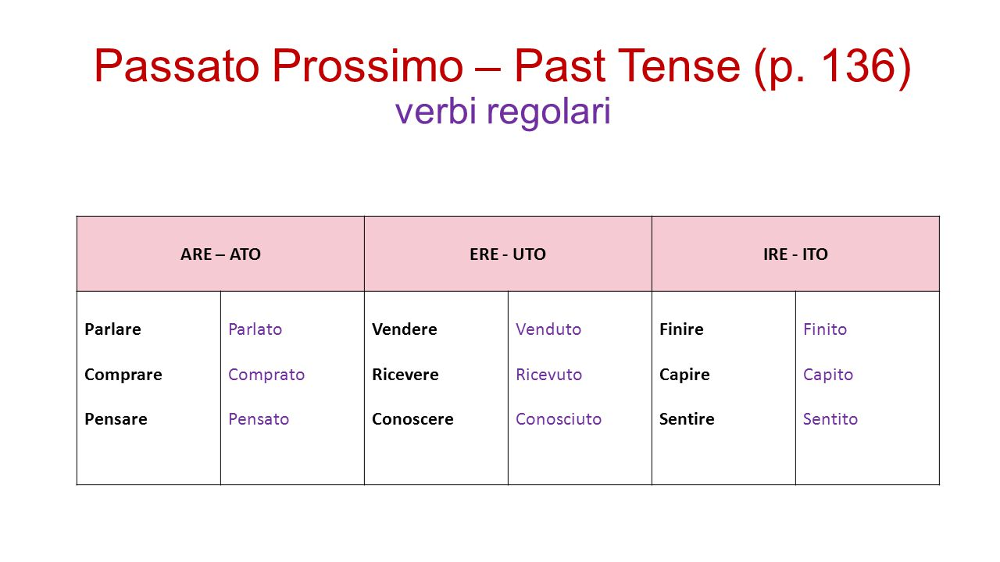 Passato Prossimo – Past Tense (p. 136)
verbi regolari
ARE – ATO ERE - UTO IRE - ITO
Parlare Parlato Vendere Venduto Finire Finito
Comprare Comprato Ricevere Ricevuto Capire Capito
Pensare Pensato Conoscere Conosciuto Sentire Sentito